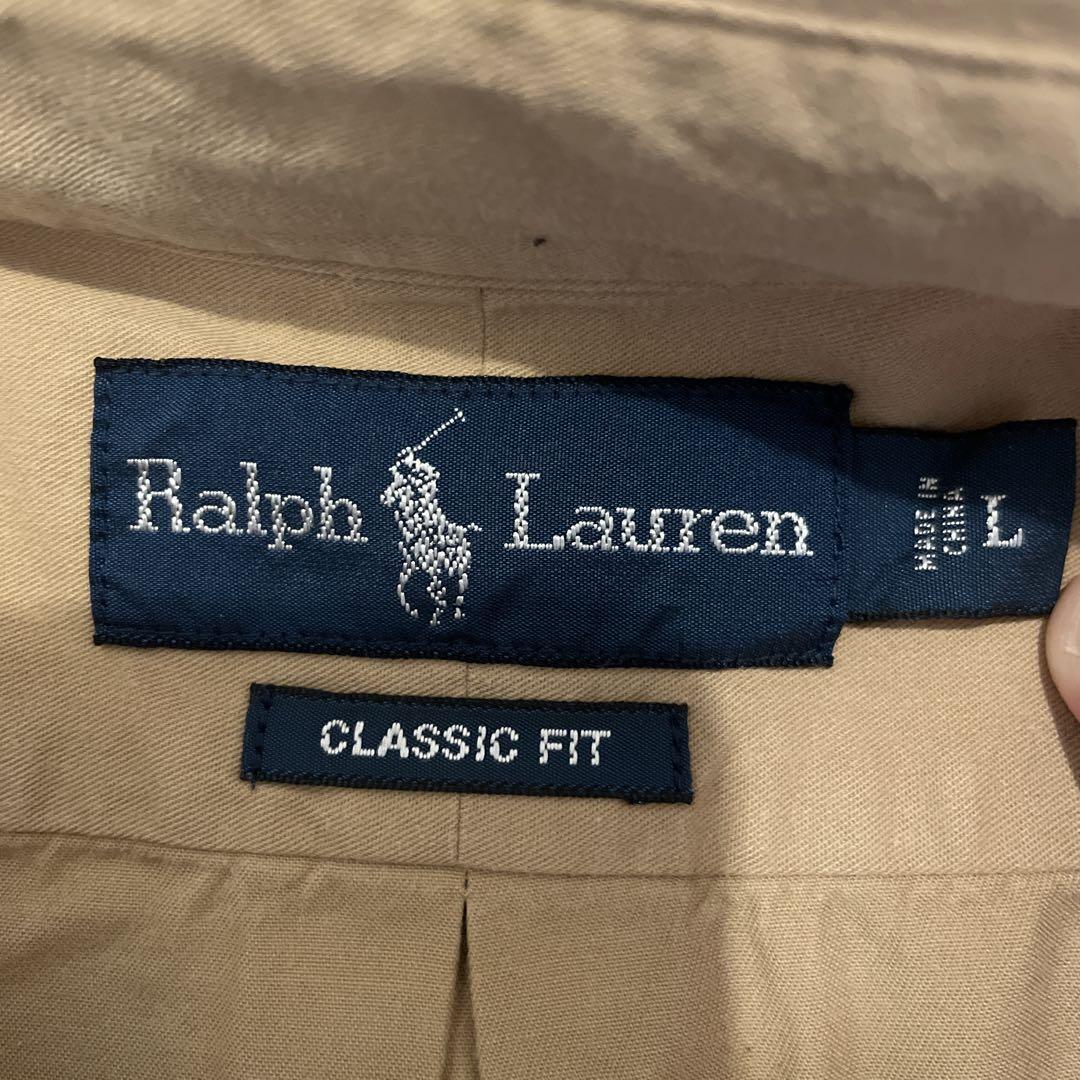 Ralph Lauren
MADE IN
CHINA
L
CLASSIC FIT